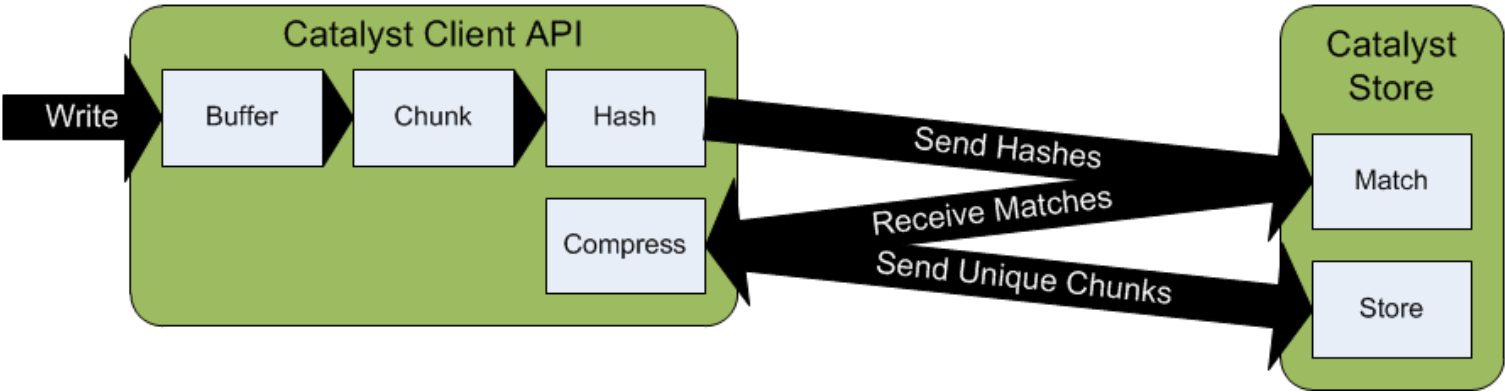 Catalyst Client API
Write
Buffer
Chunk
Hash
Compress
Send Hashes
Receive Matches
Send Unique Chunks
Catalyst
Store
Match
Store